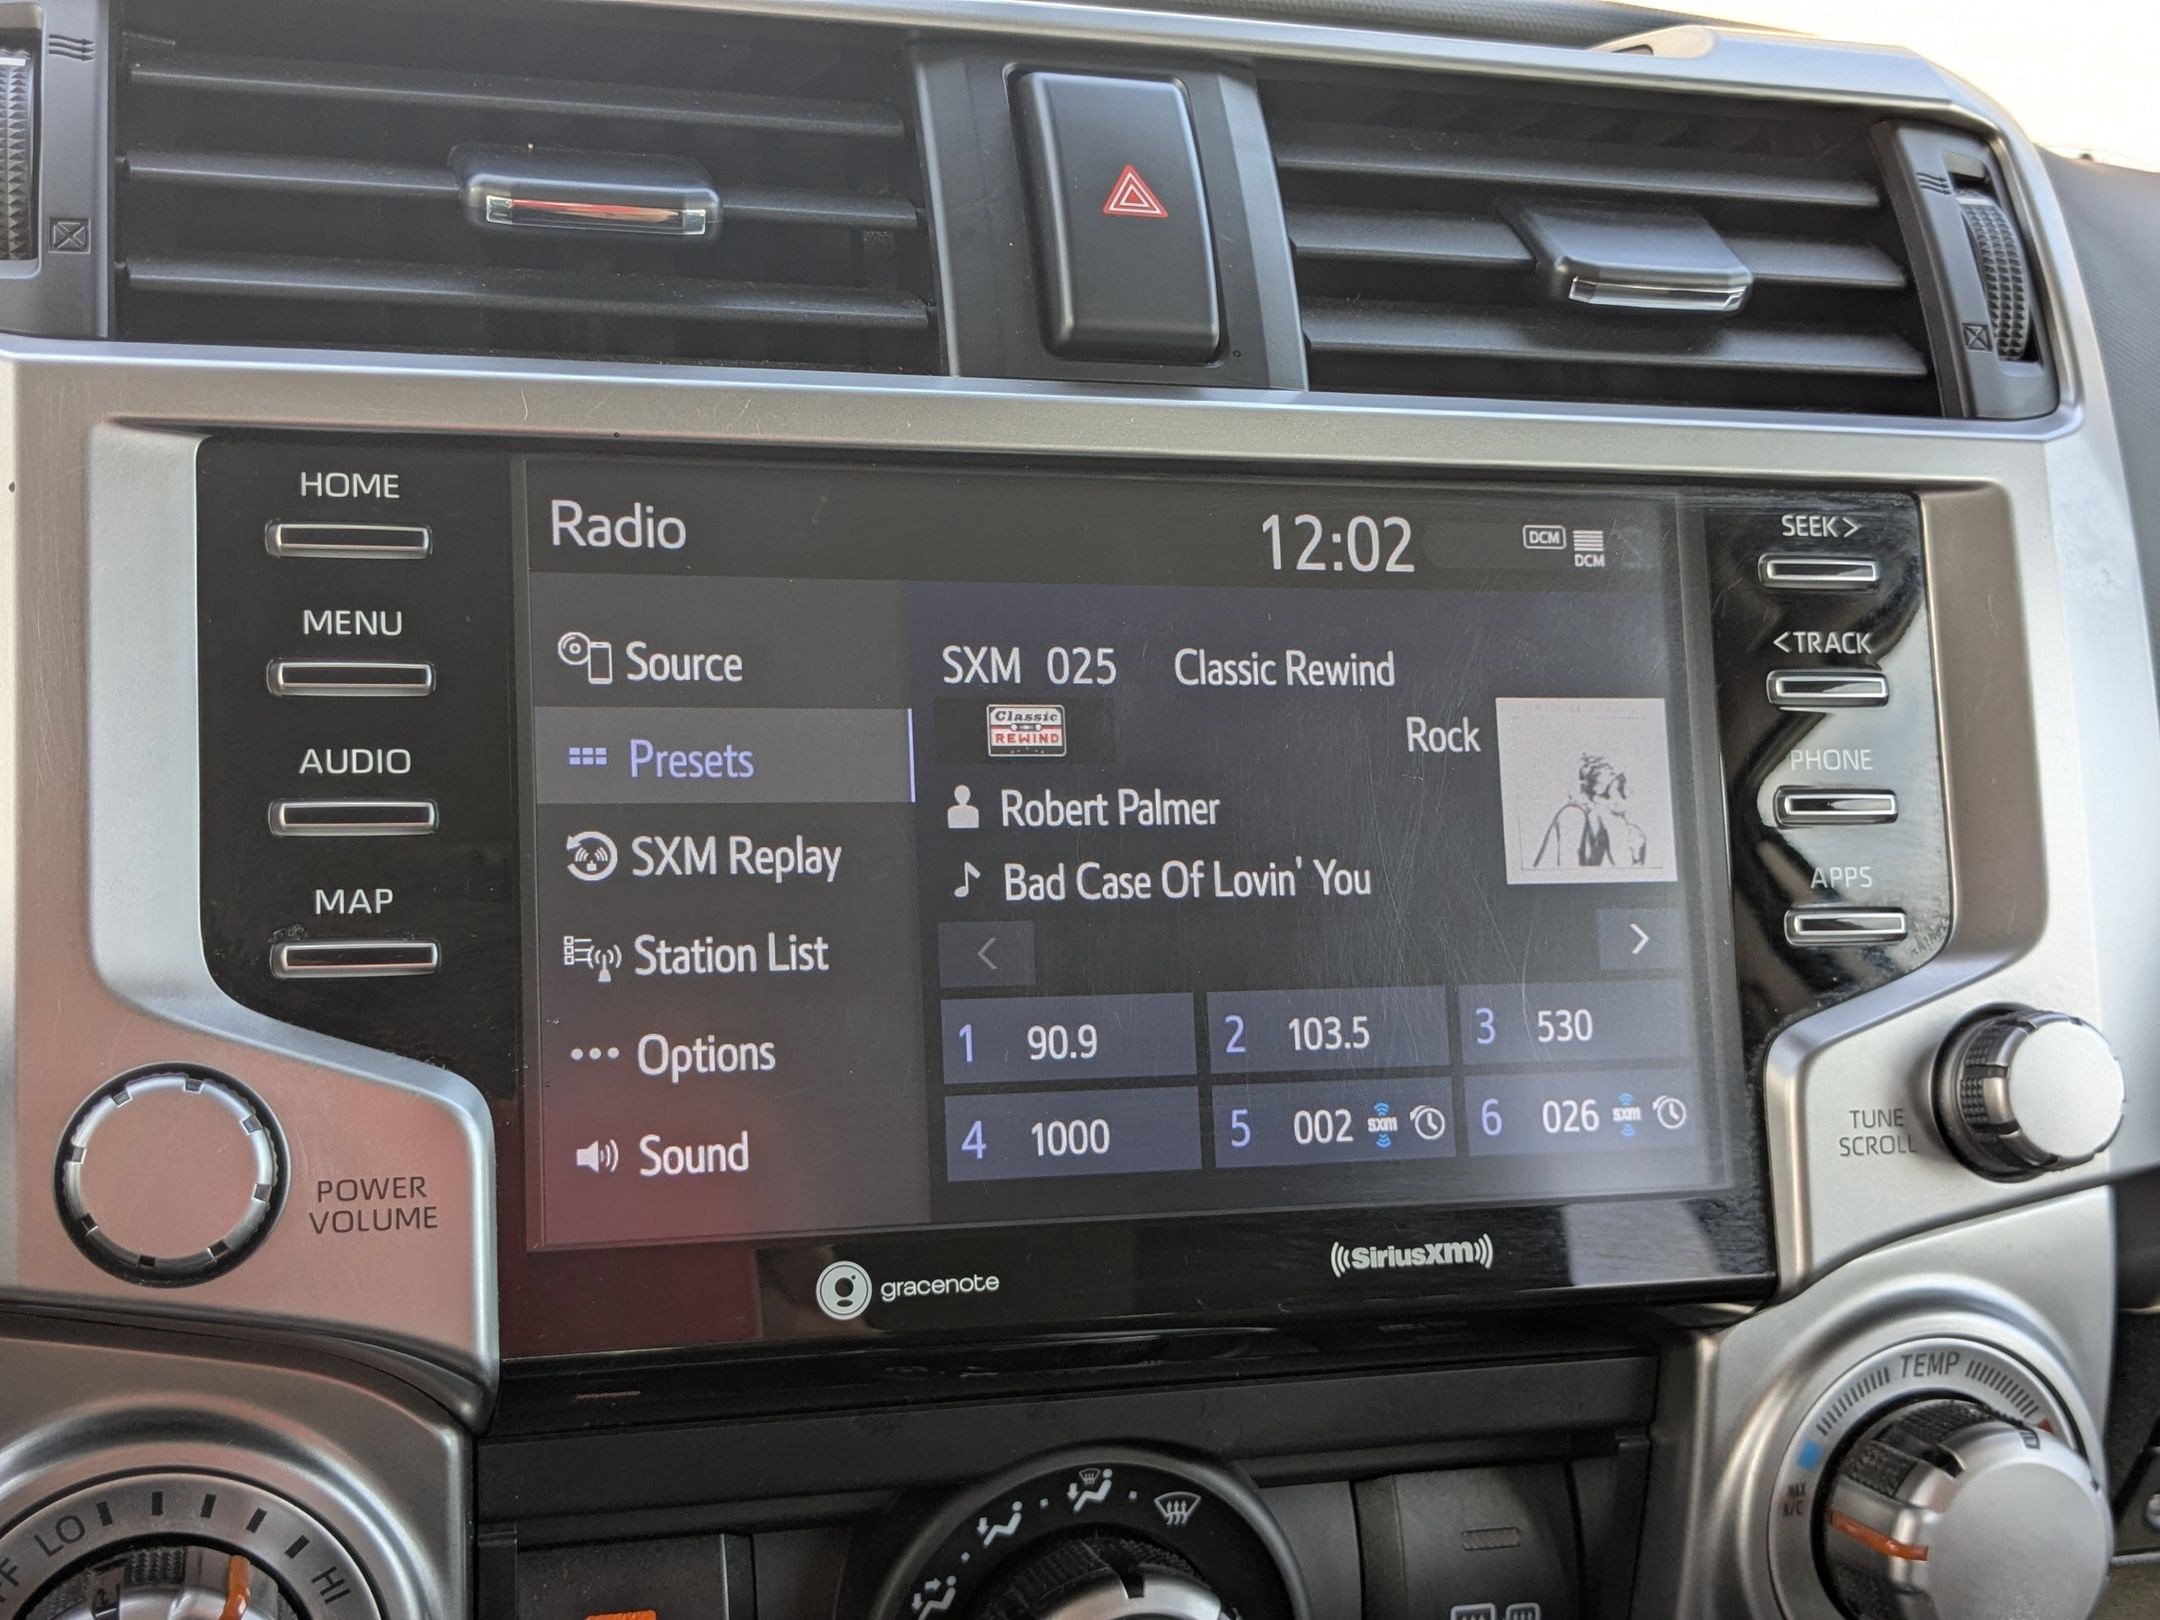 HOME
MENU
AUDIO
MAP
POWER
VOLUME
Radio
12:02
DCM
DCM
Source
Presets
SXM Replay
Station List
Options
Sound
SXM 025 Classic Rewind
Classic
REWIND
Rock
Robert Palmer
Bad Case Of Lovin' You
<
>
1 90.9
2 103.5
3 530
4 1000
5 002 sxm
6 026 sxm
SEEK >
< TRACK
PHONE
APPS
TUNE
SCROLL
gracenote
((SiriusXM))
LO
HI
TEMP
MAX
A/C